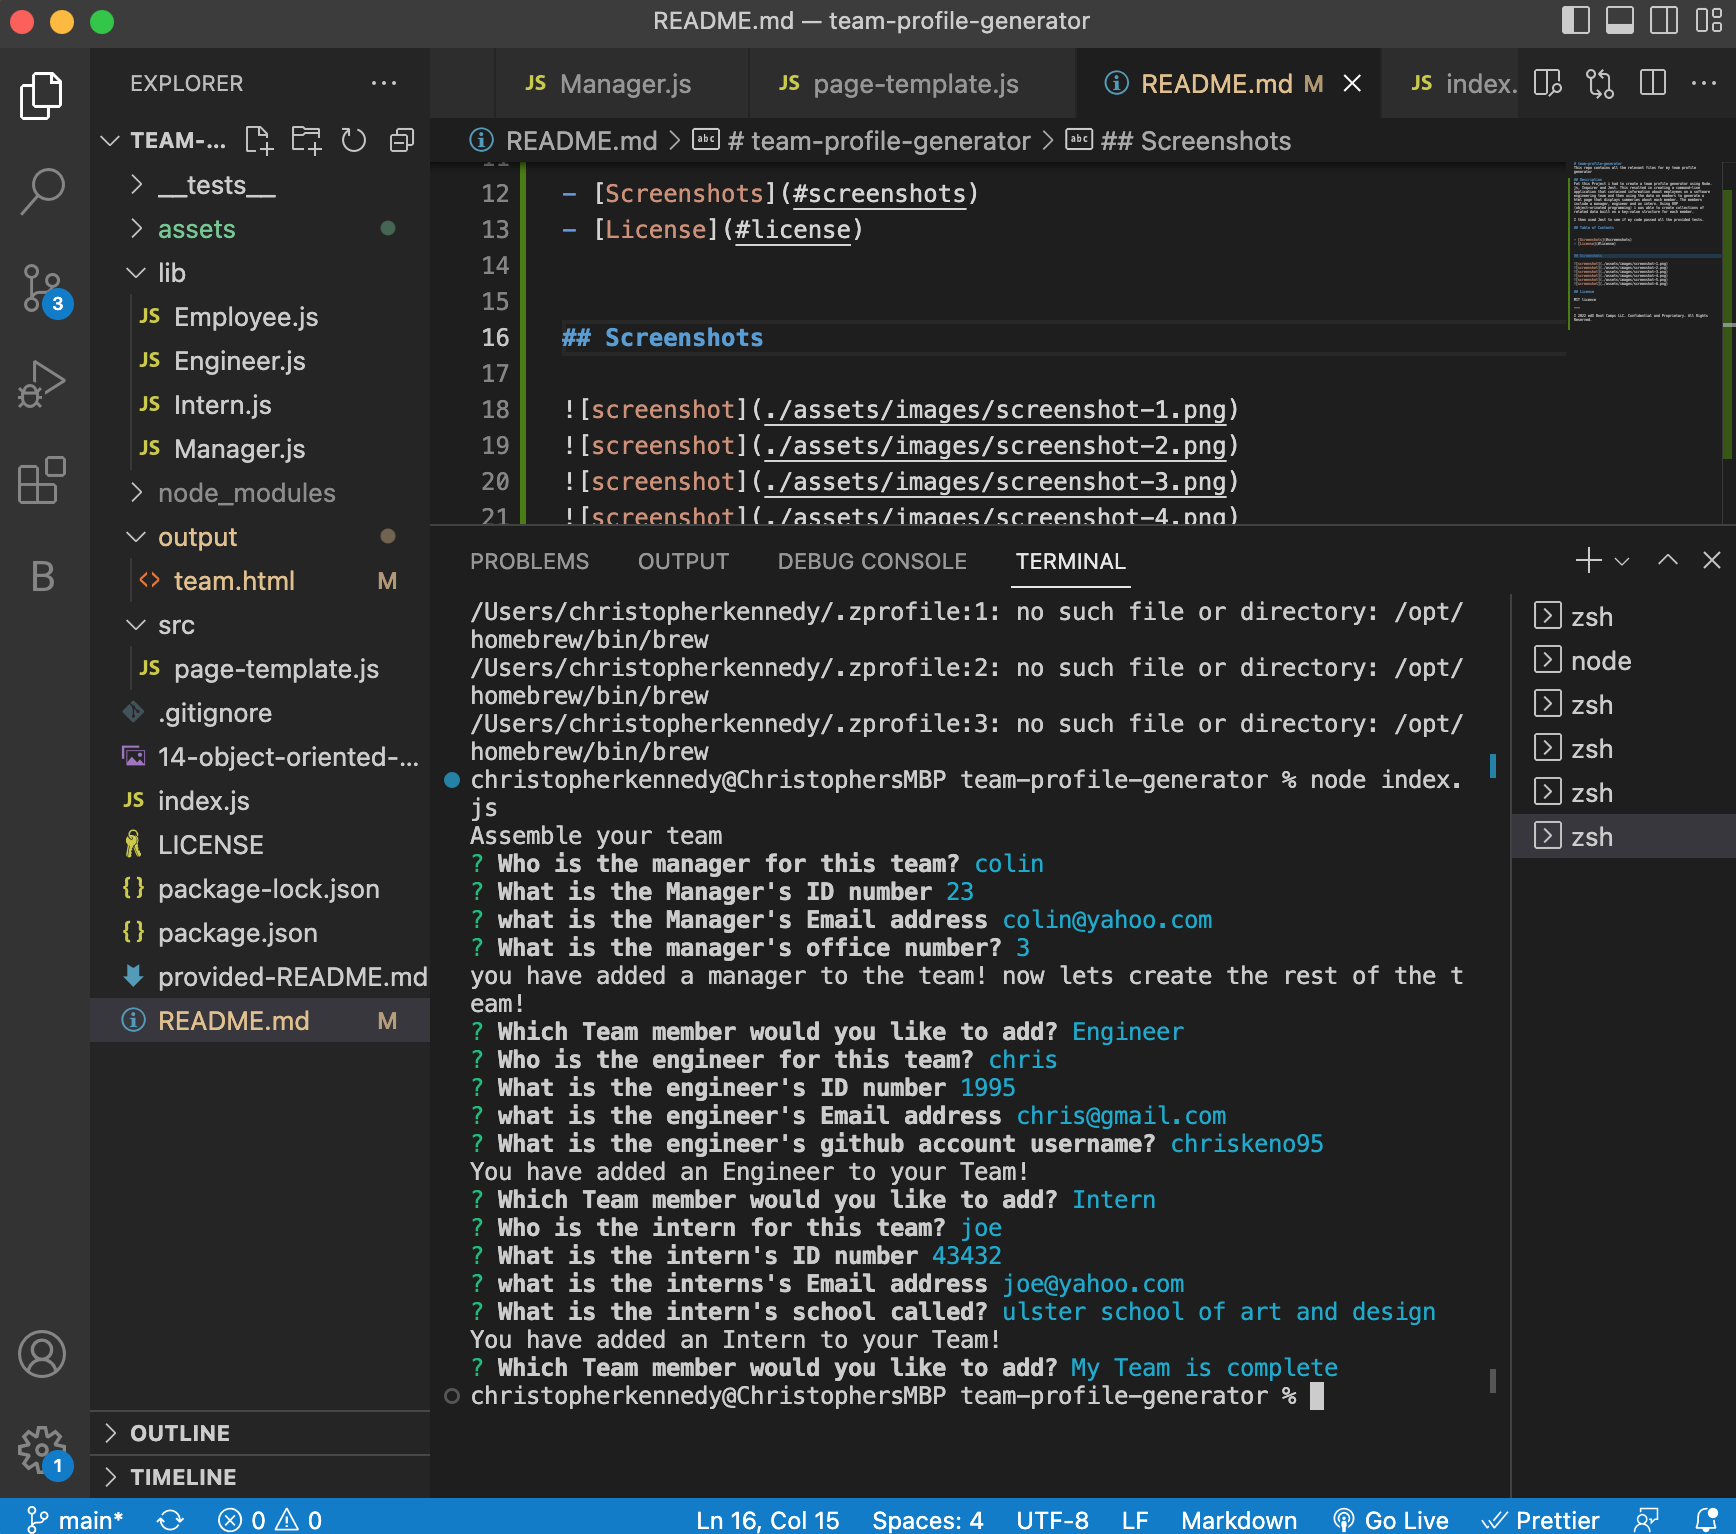 README.md — team-profile-generator
EXPLORER
TEAM-...
__tests__
assets
lib
JS Employee.js
JS Engineer.js
JS Intern.js
JS Manager.js
node_modules
output
<> team.html M
src
JS page-template.js
.gitignore
14-object-oriented-...
JS index.js
LICENSE
{} package-lock.json
{} package.json
provided-README.md
README.md M
OUTLINE
TIMELINE
3
B
1
JS Manager.js
JS page-template.js
README.md M
JS index.
README.md > # team-profile-generator > ## Screenshots
12 - [Screenshots](#screenshots)
13 - [License](#license)
14
15
16 ## Screenshots
17
18 ![screenshot](./assets/images/screenshot-1.png)
19 ![screenshot](./assets/images/screenshot-2.png)
20 ![screenshot](./assets/images/screenshot-3.png)
21 ![screenshot](./assets/images/screenshot-4.png)
PROBLEMS OUTPUT DEBUG CONSOLE TERMINAL
/Users/christopherkennedy/.zprofile:1: no such file or directory: /opt/
homebrew/bin/brew
/Users/christopherkennedy/.zprofile:2: no such file or directory: /opt/
homebrew/bin/brew
/Users/christopherkennedy/.zprofile:3: no such file or directory: /opt/
homebrew/bin/brew
christopherkennedy@ChristophersMBP team-profile-generator % node index.
js
Assemble your team
? Who is the manager for this team? colin
? What is the Manager's ID number 23
? what is the Manager's Email address colin@yahoo.com
? What is the manager's office number? 3
you have added a manager to the team! now lets create the rest of the t
eam!
? Which Team member would you like to add? Engineer
? Who is the engineer for this team? chris
? What is the engineer's ID number 1995
? what is the engineer's Email address chris@gmail.com
? What is the engineer's github account username? chriskeno95
You have added an Engineer to your Team!
? Which Team member would you like to add? Intern
? Who is the intern for this team? joe
? What is the intern's ID number 43432
? what is the interns's Email address joe@yahoo.com
? What is the intern's school called? ulster school of art and design
You have added an Intern to your Team!
? Which Team member would you like to add? My Team is complete
christopherkennedy@ChristophersMBP team-profile-generator %
zsh
node
zsh
zsh
zsh
zsh
main* 0 0 Ln 16, Col 15 Spaces: 4 UTF-8 LF Markdown Go Live Prettier